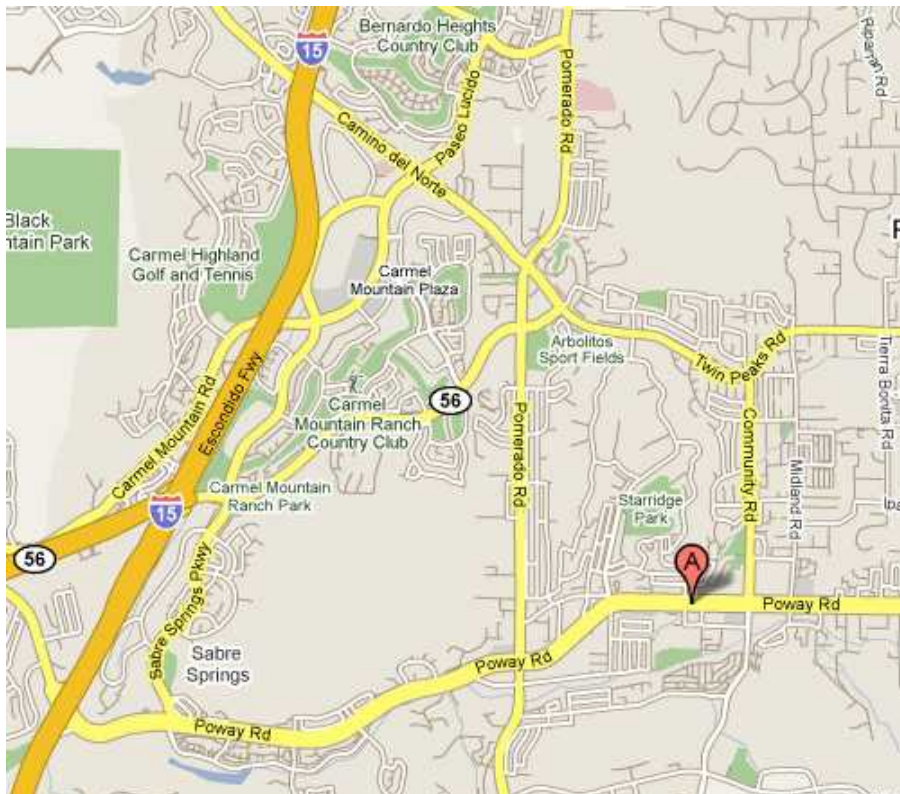 Bernardo Heights
Country Club
15
Riparian Rd
Paseo Lucido
Pomerado Rd
Camino del Norte
Black
ntain Park
Carmel Highland
Golf and Tennis
Carmel
Mountain Plaza
Arbolitos
Sport Fields
Twin Peaks Rd
Tierra Bonita Rd
Escondido Fwy
Carmel Mountain Rd
56
Carmel
Mountain Ranch
Country Club
Pomerado Rd
Community Rd
Midland Rd
Carmel Mountain
Ranch Park
Starridge
Park
15
56
A
Sabre Springs Pkwy
Poway Rd
Sabre
Springs
Poway Rd
Poway Rd